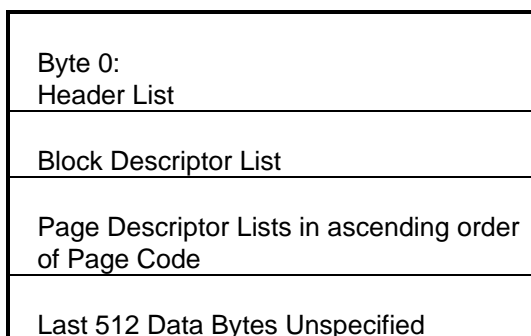 Byte 0:
Header List
Block Descriptor List
Page Descriptor Lists in ascending order
of Page Code
Last 512 Data Bytes Unspecified